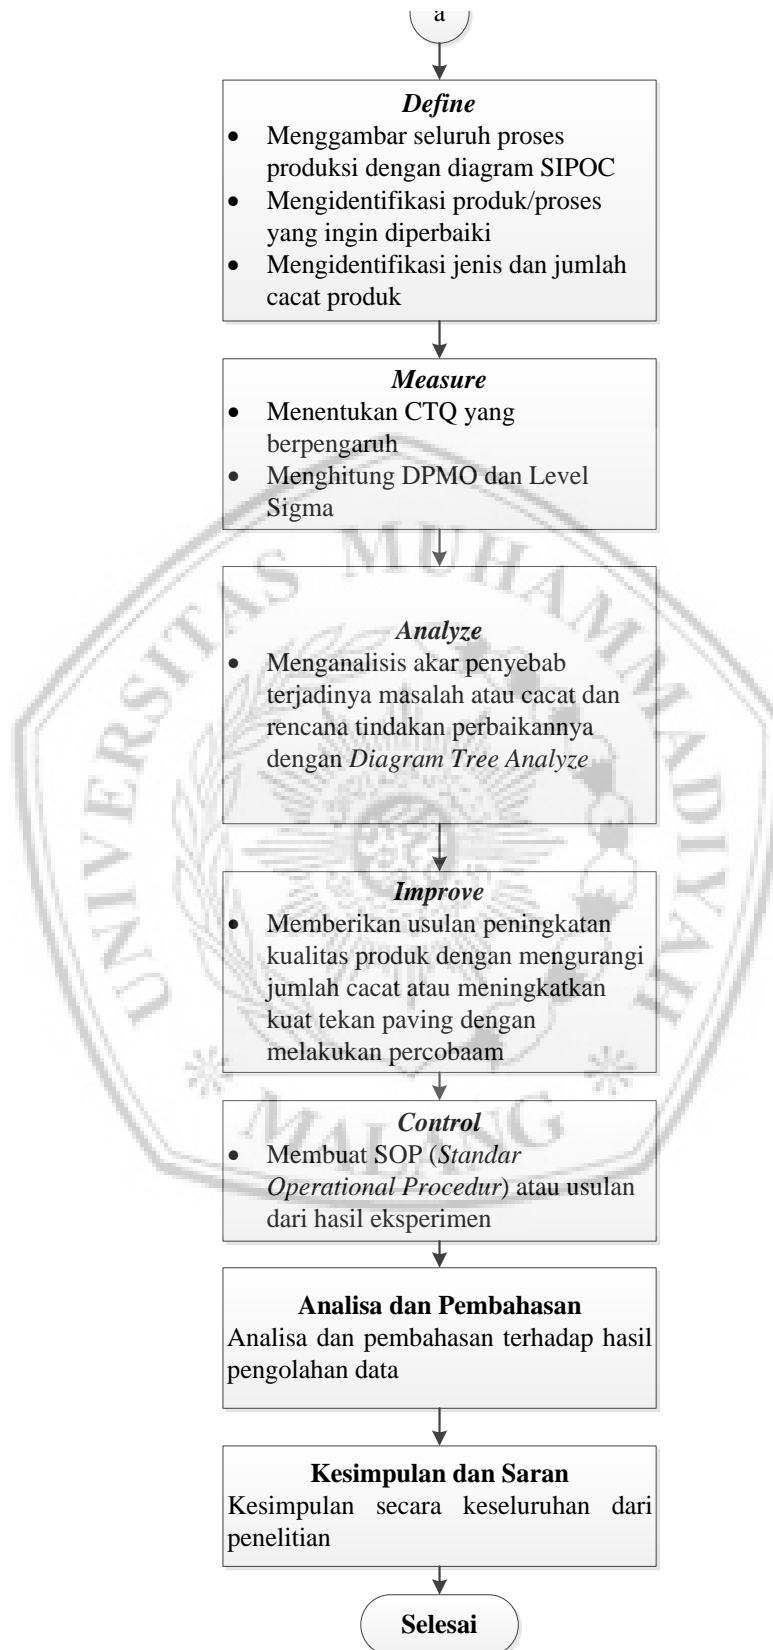 a
Define
• Menggambar seluruh proses
produksi dengan diagram SIPOC
• Mengidentifikasi produk/proses
yang ingin diperbaiki
• Mengidentifikasi jenis dan jumlah
cacat produk
Measure
• Menentukan CTQ yang
berpengaruh
• Menghitung DPMO dan Level
Sigma
Analyze
• Menganalisis akar penyebab
terjadinya masalah atau cacat dan
rencana tindakan perbaikannya
dengan Diagram Tree Analyze
Improve
• Memberikan usulan peningkatan
kualitas produk dengan mengurangi
jumlah cacat atau meningkatkan
kuat tekan paving dengan
melakukan percobaam
Control
• Membuat SOP (Standar
Operational Procedur) atau usulan
dari hasil eksperimen
Analisa dan Pembahasan
Analisa dan pembahasan terhadap hasil
pengolahan data
Kesimpulan dan Saran
Kesimpulan secara keseluruhan dari
penelitian
Selesai
UNIVERSITAS MUHAMMADIYAH
MALANG